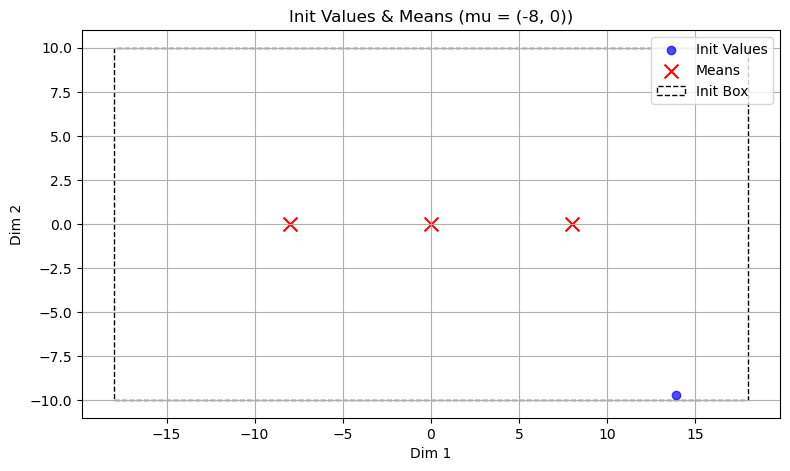 Init Values & Means (mu = (-8, 0))
Init Values
Means
Init Box
10.0
7.5
5.0
2.5
0.0
−2.5
−5.0
−7.5
−10.0
Dim 2
−15
−10
−5
0
5
10
15
Dim 1